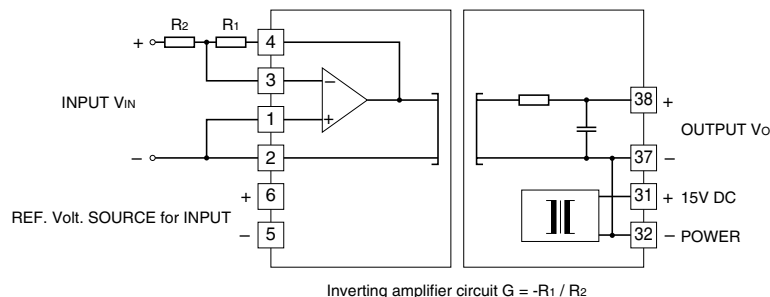 R2 R1
+ 4
3 −
INPUT VIN
1 +
− 2
+ 6
REF. Volt. SOURCE for INPUT
− 5
38 +
OUTPUT VO
37 −
31 + 15V DC
32 − POWER
Inverting amplifier circuit G = -R1 / R2